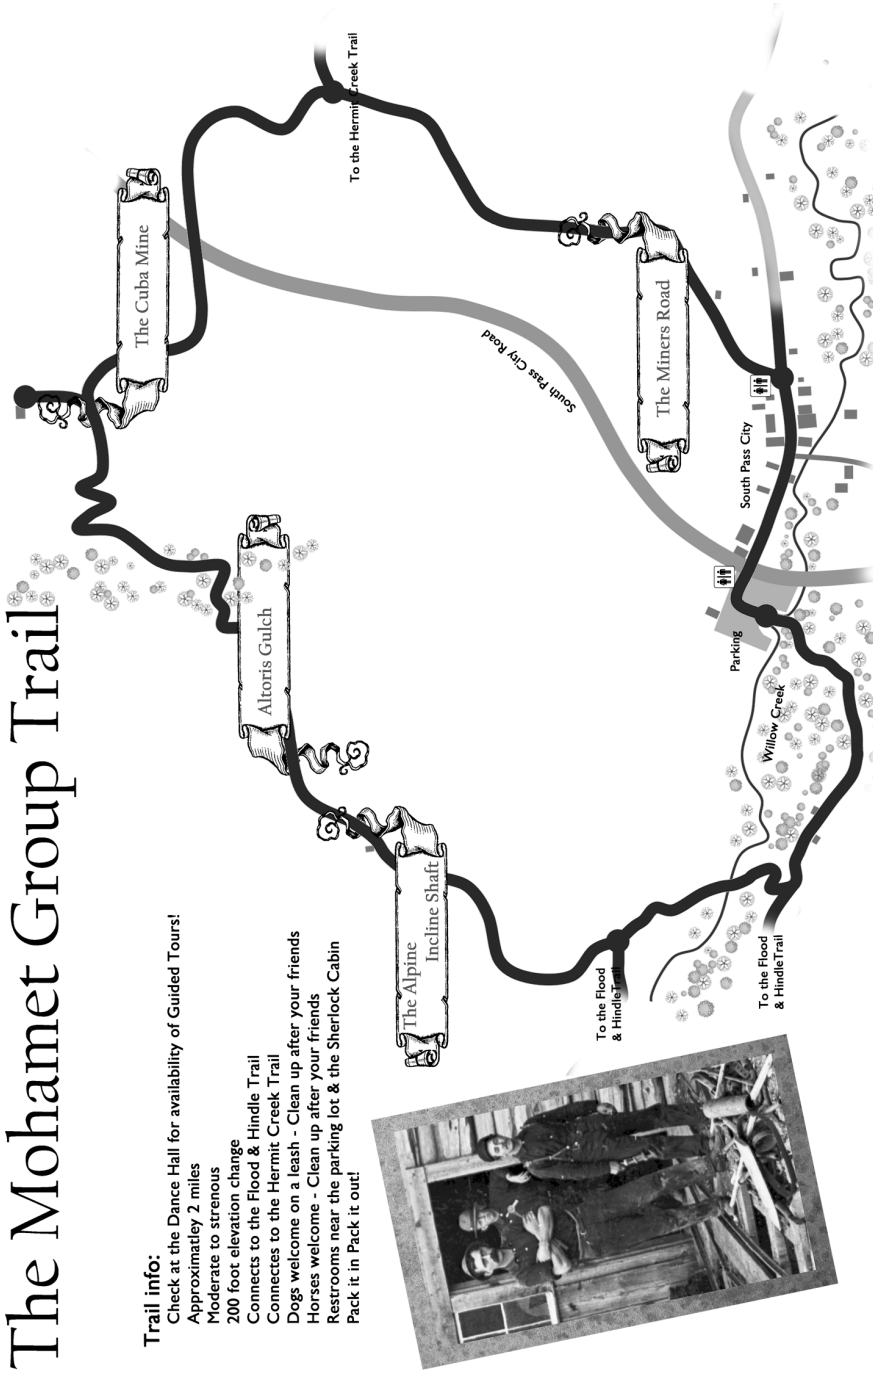 The Mohamet Group Trail
Trail info:
Check at the Dance Hall for availability of Guided Tours!
Approximatley 2 miles
Moderate to strenous
200 foot elevation change
Connects to the Flood & Hindle Trail
Connectes to the Hermit Creek Trail
Dogs welcome on a leash - Clean up after your friends
Horses welcome - Clean up after your friends
Restrooms near the parking lot & the Sherlock Cabin
Pack it in Pack it out!
The Cuba Mine
To the Hermit Creek Trail
Altoris Gulch
South Pass City Road
The Miners Road
The Alpine
Incline Shaft
South Pass City
Parking
Willow Creek
To the Flood
& HindleTrail
To the Flood
& HindleTrail